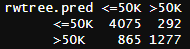 rwtree.pred <=50K >50K
<=50K 4075 292
>50K 865 1277